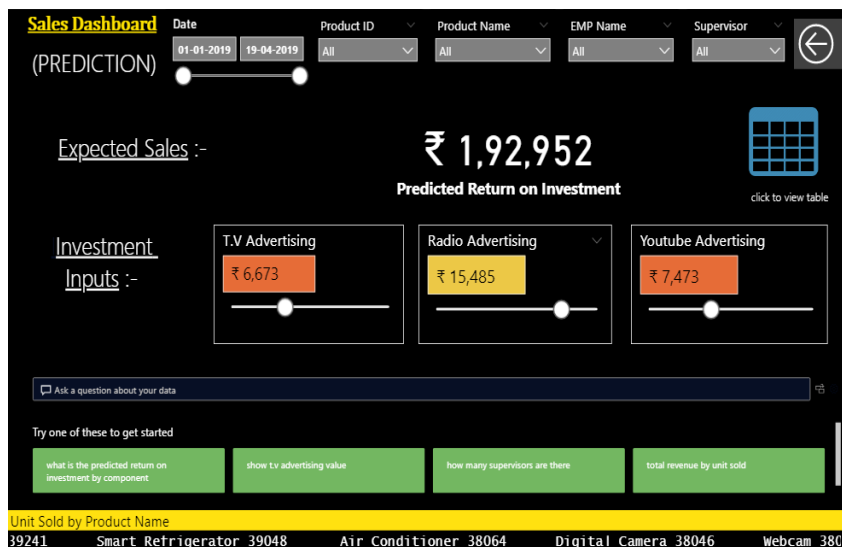 Sales Dashboard
(PREDICTION)
Date
01-01-2019 19-04-2019
Product ID
All
Product Name
All
EMP Name
All
Supervisor
All
Expected Sales :-
₹ 1,92,952
Predicted Return on Investment
click to view table
Investment
Inputs :-
T.V Advertising
₹ 6,673
Radio Advertising
₹ 15,485
Youtube Advertising
₹ 7,473
Ask a question about your data
Try one of these to get started
what is the predicted return on
investment by component
show t.v advertising value
how many supervisors are there
total revenue by unit sold
Unit Sold by Product Name
39241 Smart Refrigerator 39048 Air Conditioner 38064 Digital Camera 38046 Webcam 380